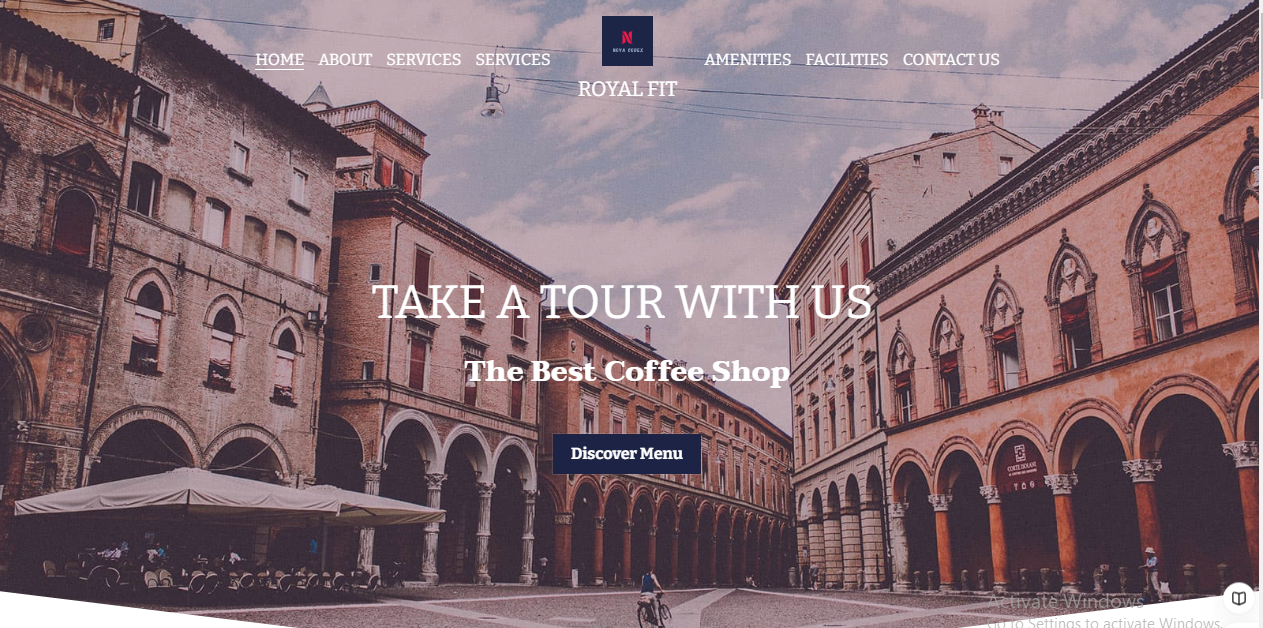 NOVA CODEX
HOME ABOUT SERVICES SERVICES AMENITIES FACILITIES CONTACT US
ROYAL FIT
TAKE A TOUR WITH US
The Best Coffee Shop
Discover Menu
CORTE ISOLANI
Activate Windows
Go to Settings to activate Windows.